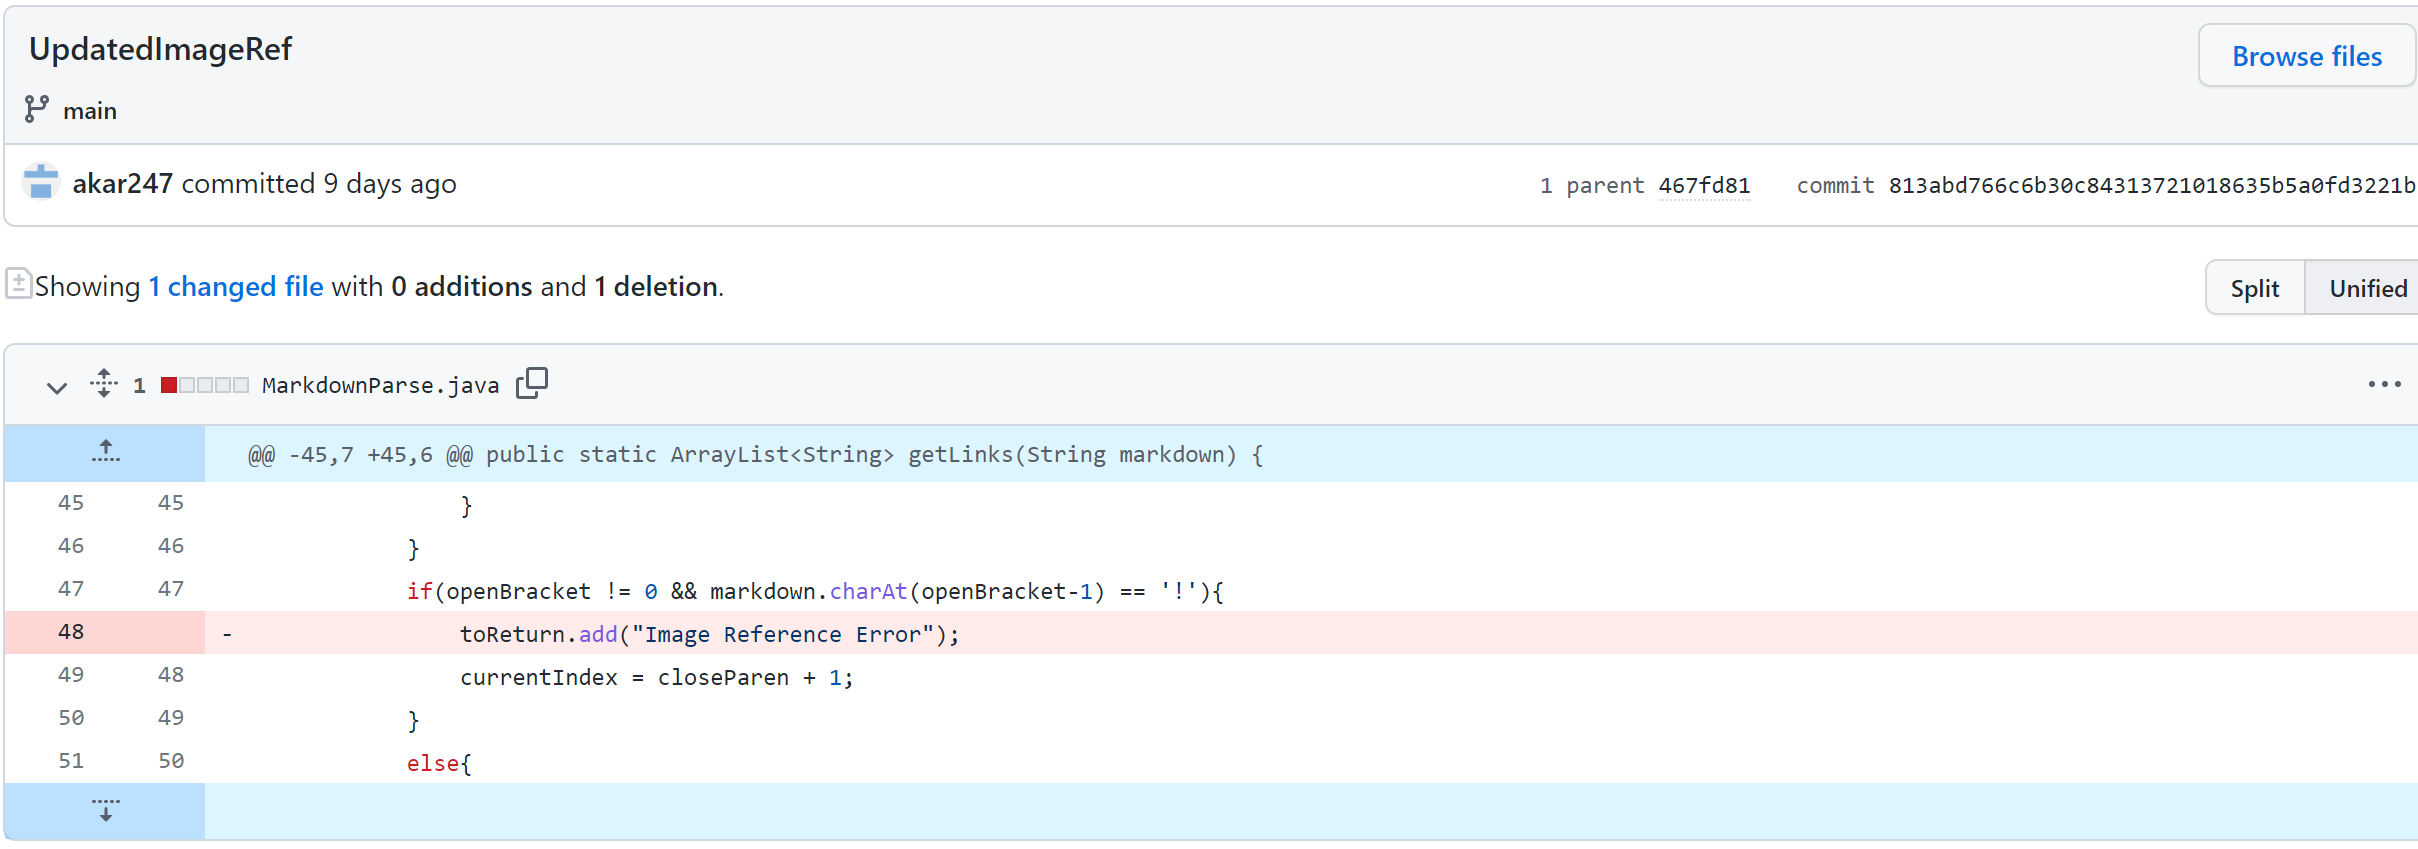 UpdatedImageRef
Browse files
main
akar247 committed 9 days ago
1 parent 467fd81 commit 813abd766c6b30c84313721018635b5a0fd3221b
Showing 1 changed file with 0 additions and 1 deletion.
Split Unified
1 MarkdownParse.java
@@ -45,7 +45,6 @@ public static ArrayList<String> getLinks(String markdown) {
45 45 }
46 46 }
47 47 if(openBracket != 0 && markdown.charAt(openBracket-1) == '!'){
48 - toReturn.add("Image Reference Error");
49 48 currentIndex = closeParen + 1;
50 49 }
51 50 else{